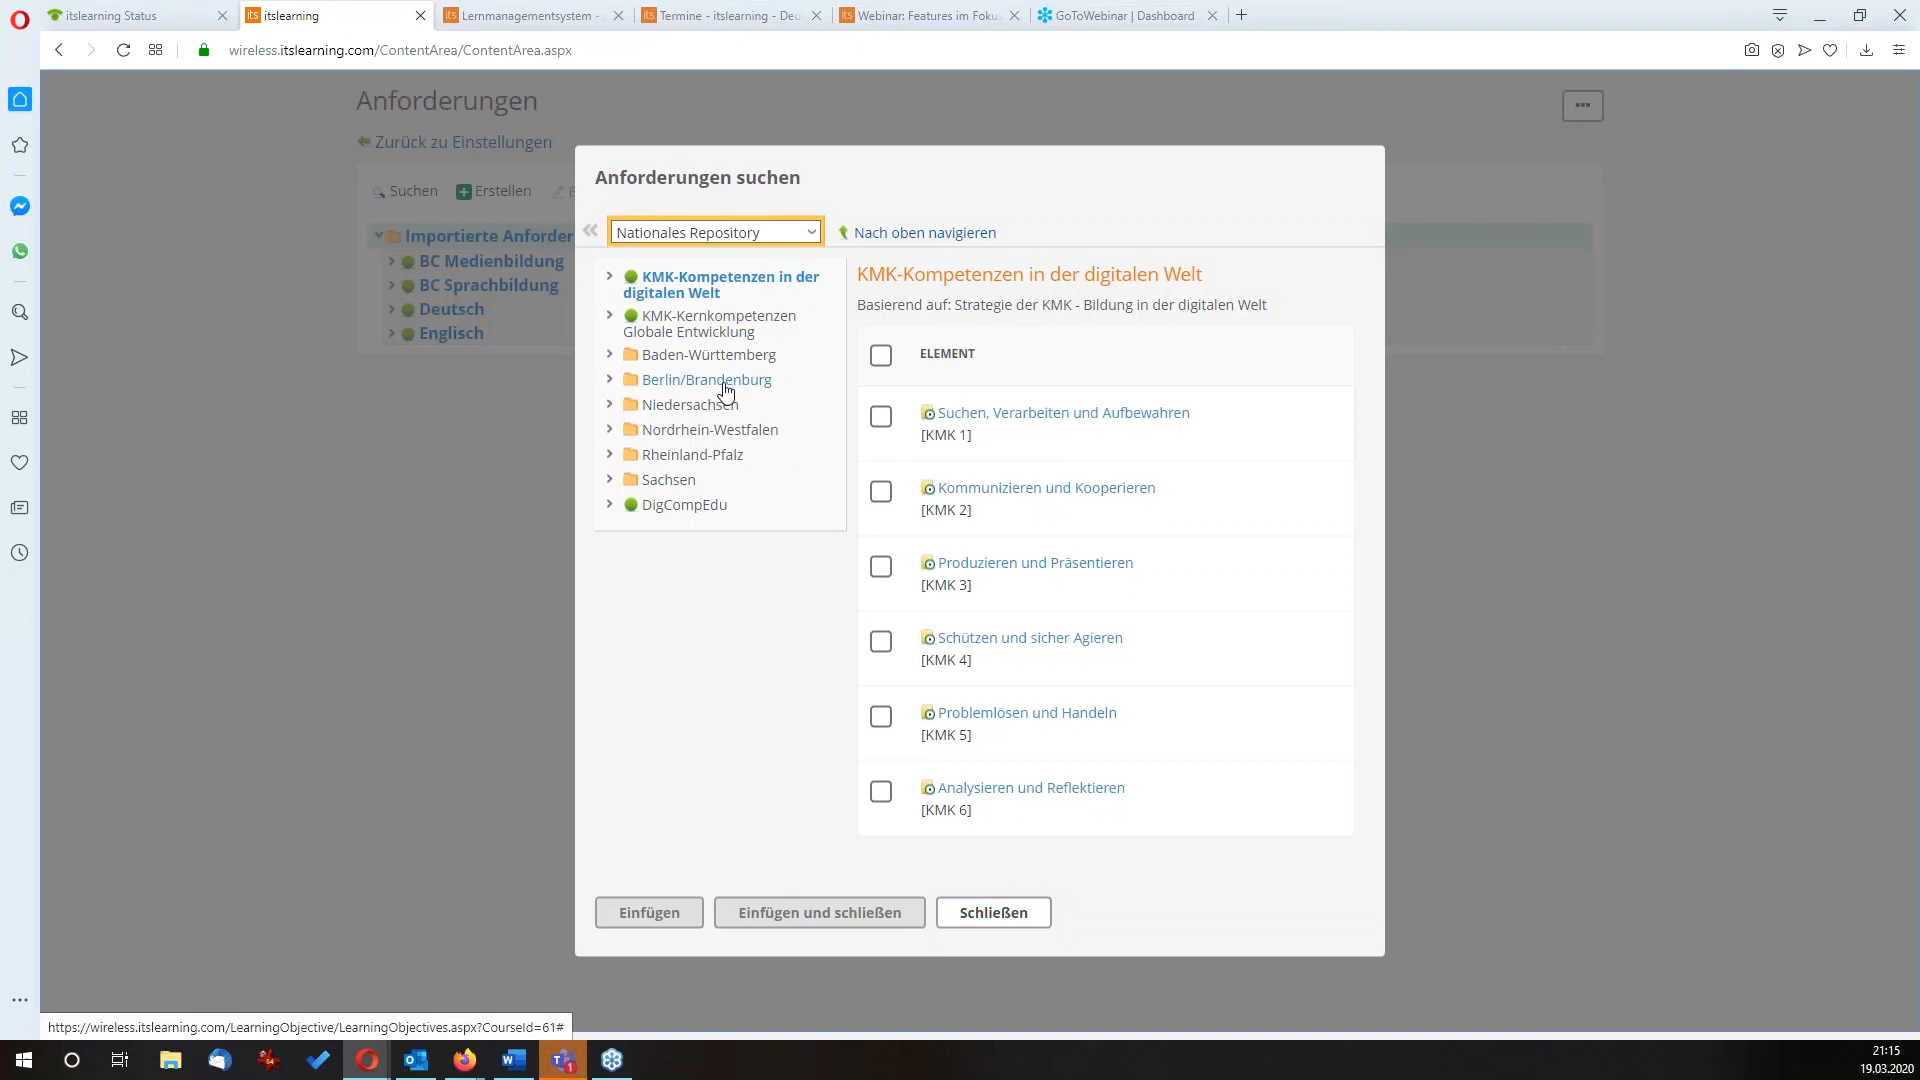 itslearning Status
its itslearning
its Lernmanagementsystem -
its Termine - itslearning - Deu
its Webinar: Features im Foku
GoToWebinar | Dashboard
wireless.itslearning.com/ContentArea/ContentArea.aspx
Anforderungen
Zurück zu Einstellungen
Suchen
Erstellen
Importierte Anforder
BC Medienbildung
BC Sprachbildung
Deutsch
Englisch
Anforderungen suchen
Nationales Repository
Nach oben navigieren
KMK-Kompetenzen in der
digitalen Welt
KMK-Kernkompetenzen
Globale Entwicklung
Baden-Württemberg
Berlin/Brandenburg
Niedersachsen
Nordrhein-Westfalen
Rheinland-Pfalz
Sachsen
DigCompEdu
KMK-Kompetenzen in der digitalen Welt
Basierend auf: Strategie der KMK - Bildung in der digitalen Welt
ELEMENT
Suchen, Verarbeiten und Aufbewahren
[KMK 1]
Kommunizieren und Kooperieren
[KMK 2]
Produzieren und Präsentieren
[KMK 3]
Schützen und sicher Agieren
[KMK 4]
Problemlösen und Handeln
[KMK 5]
Analysieren und Reflektieren
[KMK 6]
Einfügen
Einfügen und schließen
Schließen
https://wireless.itslearning.com/LearningObjective/LearningObjectives.aspx?CourseId=61#
21:15
19.03.2020